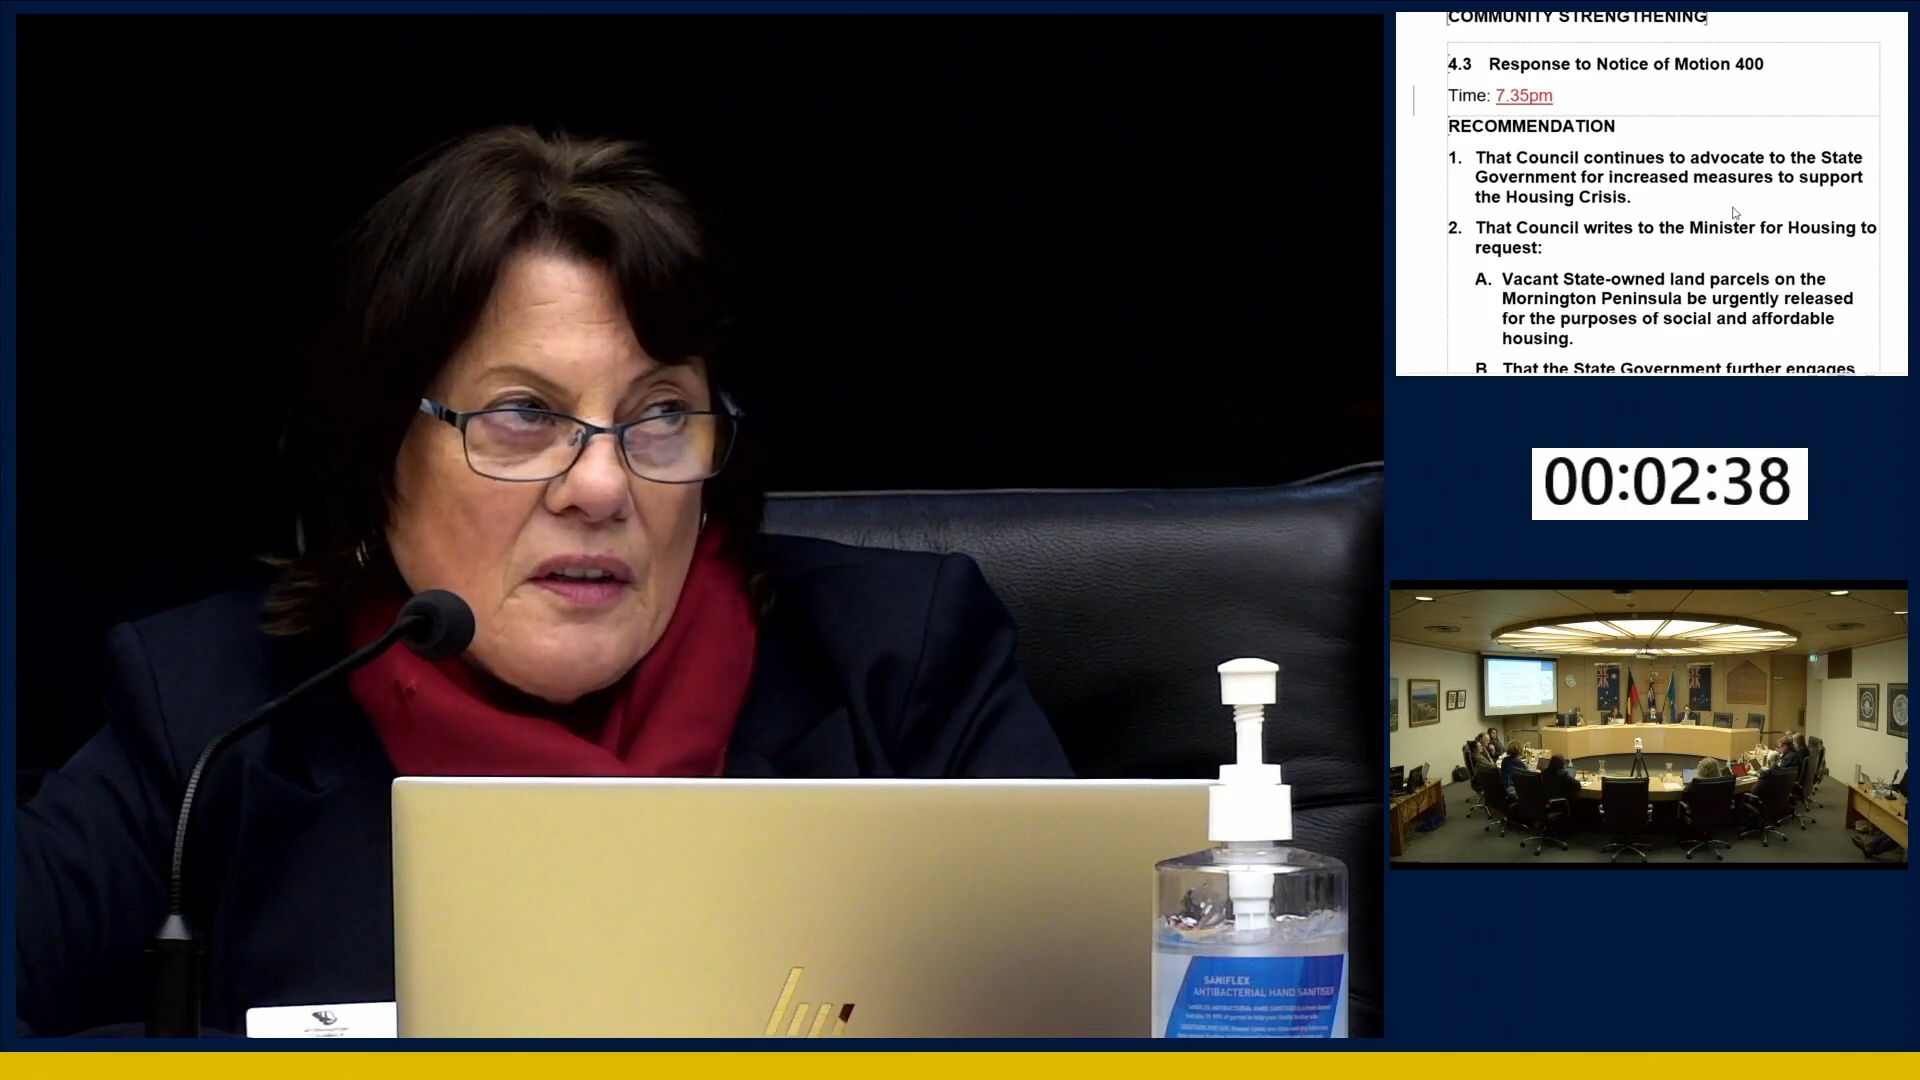 COMMUNITY STRENGTHENING
4.3 Response to Notice of Motion 400
Time: 7.35pm
RECOMMENDATION
1. That Council continues to advocate to the State
Government for increased measures to support
the Housing Crisis.
2. That Council writes to the Minister for Housing to
request:
A. Vacant State-owned land parcels on the
Mornington Peninsula be urgently released
for the purposes of social and affordable
housing.
B That the State Government further engages
00:02:38
hp
SANIFLEX
ANTIBACTERIAL HAND SANITISER